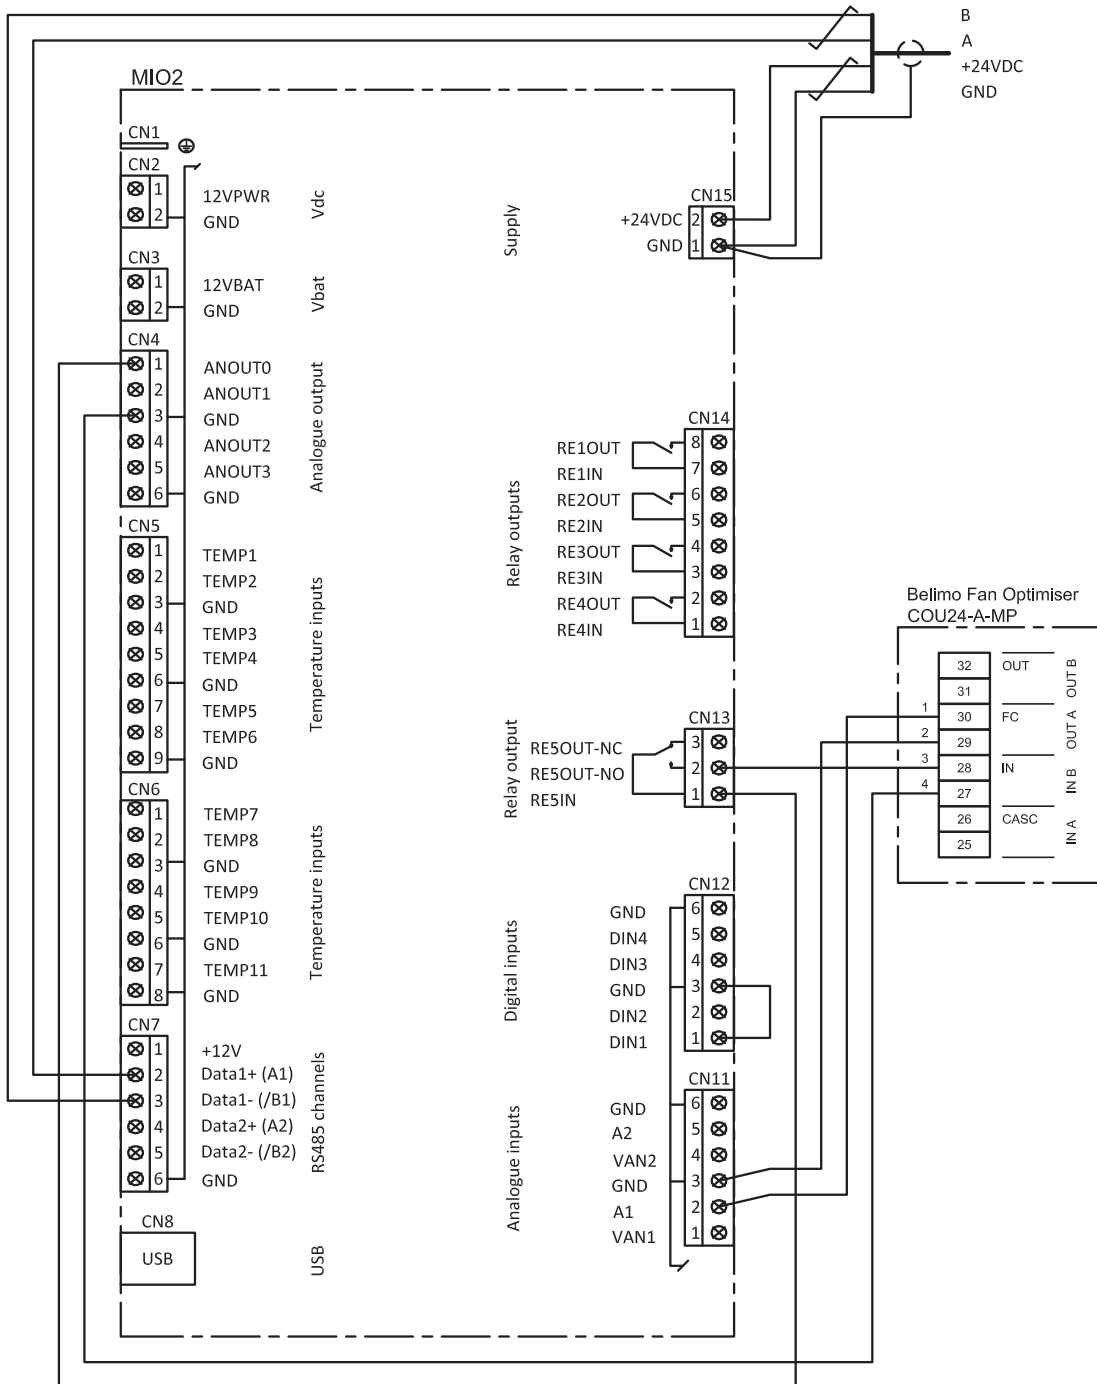 B
A
+24VDC
GND
MIO2
CN1
CN2
1 12VPWR
2 GND
Vdc
CN3
1 12VBAT
2 GND
Vbat
CN4
1 ANOUT0
2 ANOUT1
3 GND
4 ANOUT2
5 ANOUT3
6 GND
Analogue output
CN5
1 TEMP1
2 TEMP2
3 GND
4 TEMP3
5 TEMP4
6 GND
7 TEMP5
8 TEMP6
9 GND
Temperature inputs
CN6
1 TEMP7
2 TEMP8
3 GND
4 TEMP9
5 TEMP10
6 GND
7 TEMP11
8 GND
Temperature inputs
CN7
1 +12V
2 Data1+ (A1)
3 Data1- (/B1)
4 Data2+ (A2)
5 Data2- (/B2)
6 GND
RS485 channels
CN8
USB
USB
CN15
+24VDC 2
GND 1
Supply
CN14
RE1OUT 8
RE1IN 7
RE2OUT 6
RE2IN 5
RE3OUT 4
RE3IN 3
RE4OUT 2
RE4IN 1
Relay outputs
CN13
RE5OUT-NC 3
RE5OUT-NO 2
RE5IN 1
Relay output
CN12
GND 6
DIN4 5
DIN3 4
GND 3
DIN2 2
DIN1 1
Digital inputs
CN11
GND 6
A2 5
VAN2 4
GND 3
A1 2
VAN1 1
Analogue inputs
Belimo Fan Optimiser
COU24-A-MP
32 OUT
31
OUT B
1 30 FC
2 29
OUT A
3 28 IN
4 27
IN B
26 CASC
25
IN A